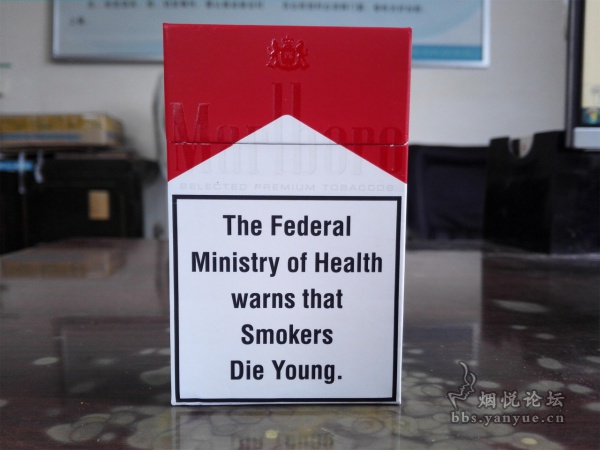 Marlboro
SELECTED PREMIUM TOBACCOS
The Federal
Ministry of Health
warns that
Smokers
Die Young.
烟悦论坛
bbs.yanyue.cn